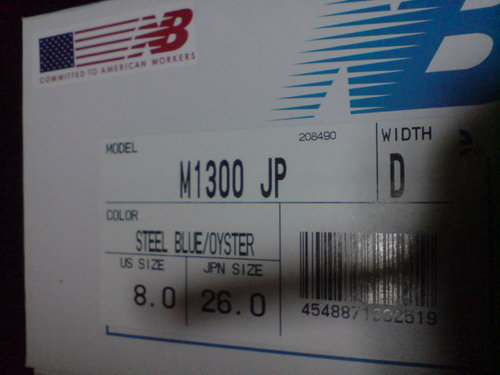 NB
COMMITTED TO AMERICAN WORKERS
208490
MODEL
M1300 JP
WIDTH
D
COLOR
STEEL BLUE/OYSTER
US SIZE
8.0
JPN SIZE
26.0